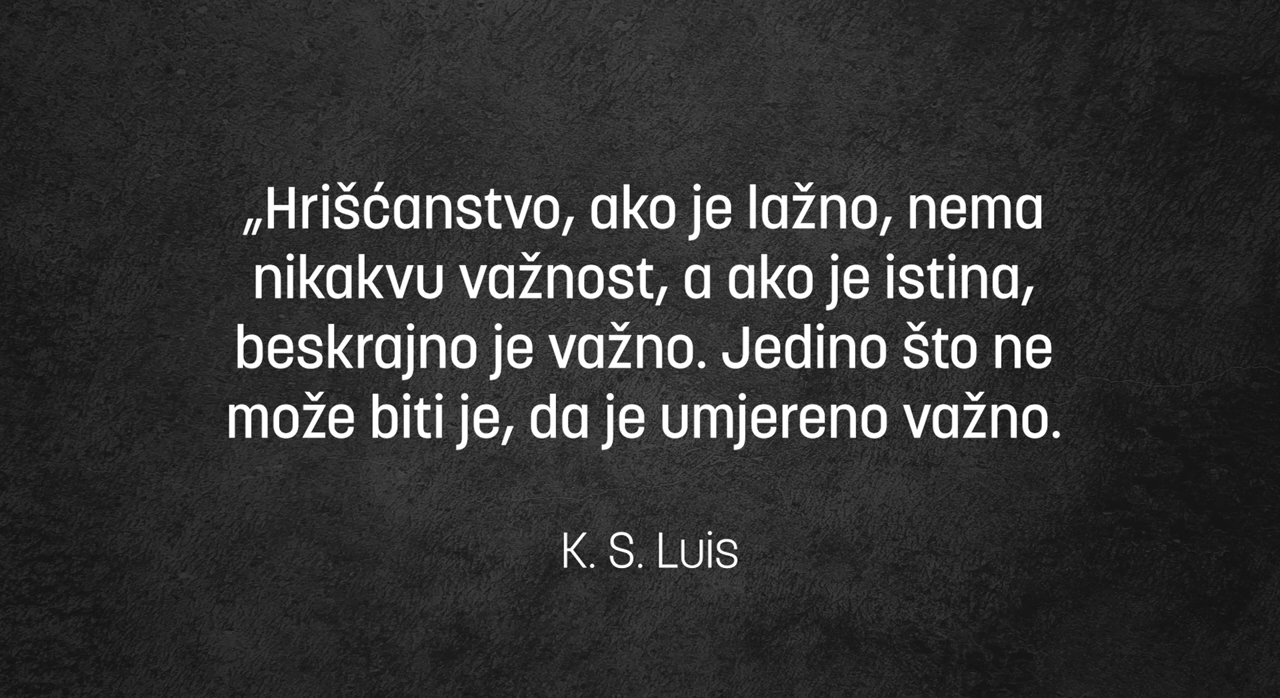 „Hrišćanstvo, ako je lažno, nema
nikakvu važnost, a ako je istina,
beskrajno je važno. Jedino što ne
može biti je, da je umjereno važno.
K. S. Luis